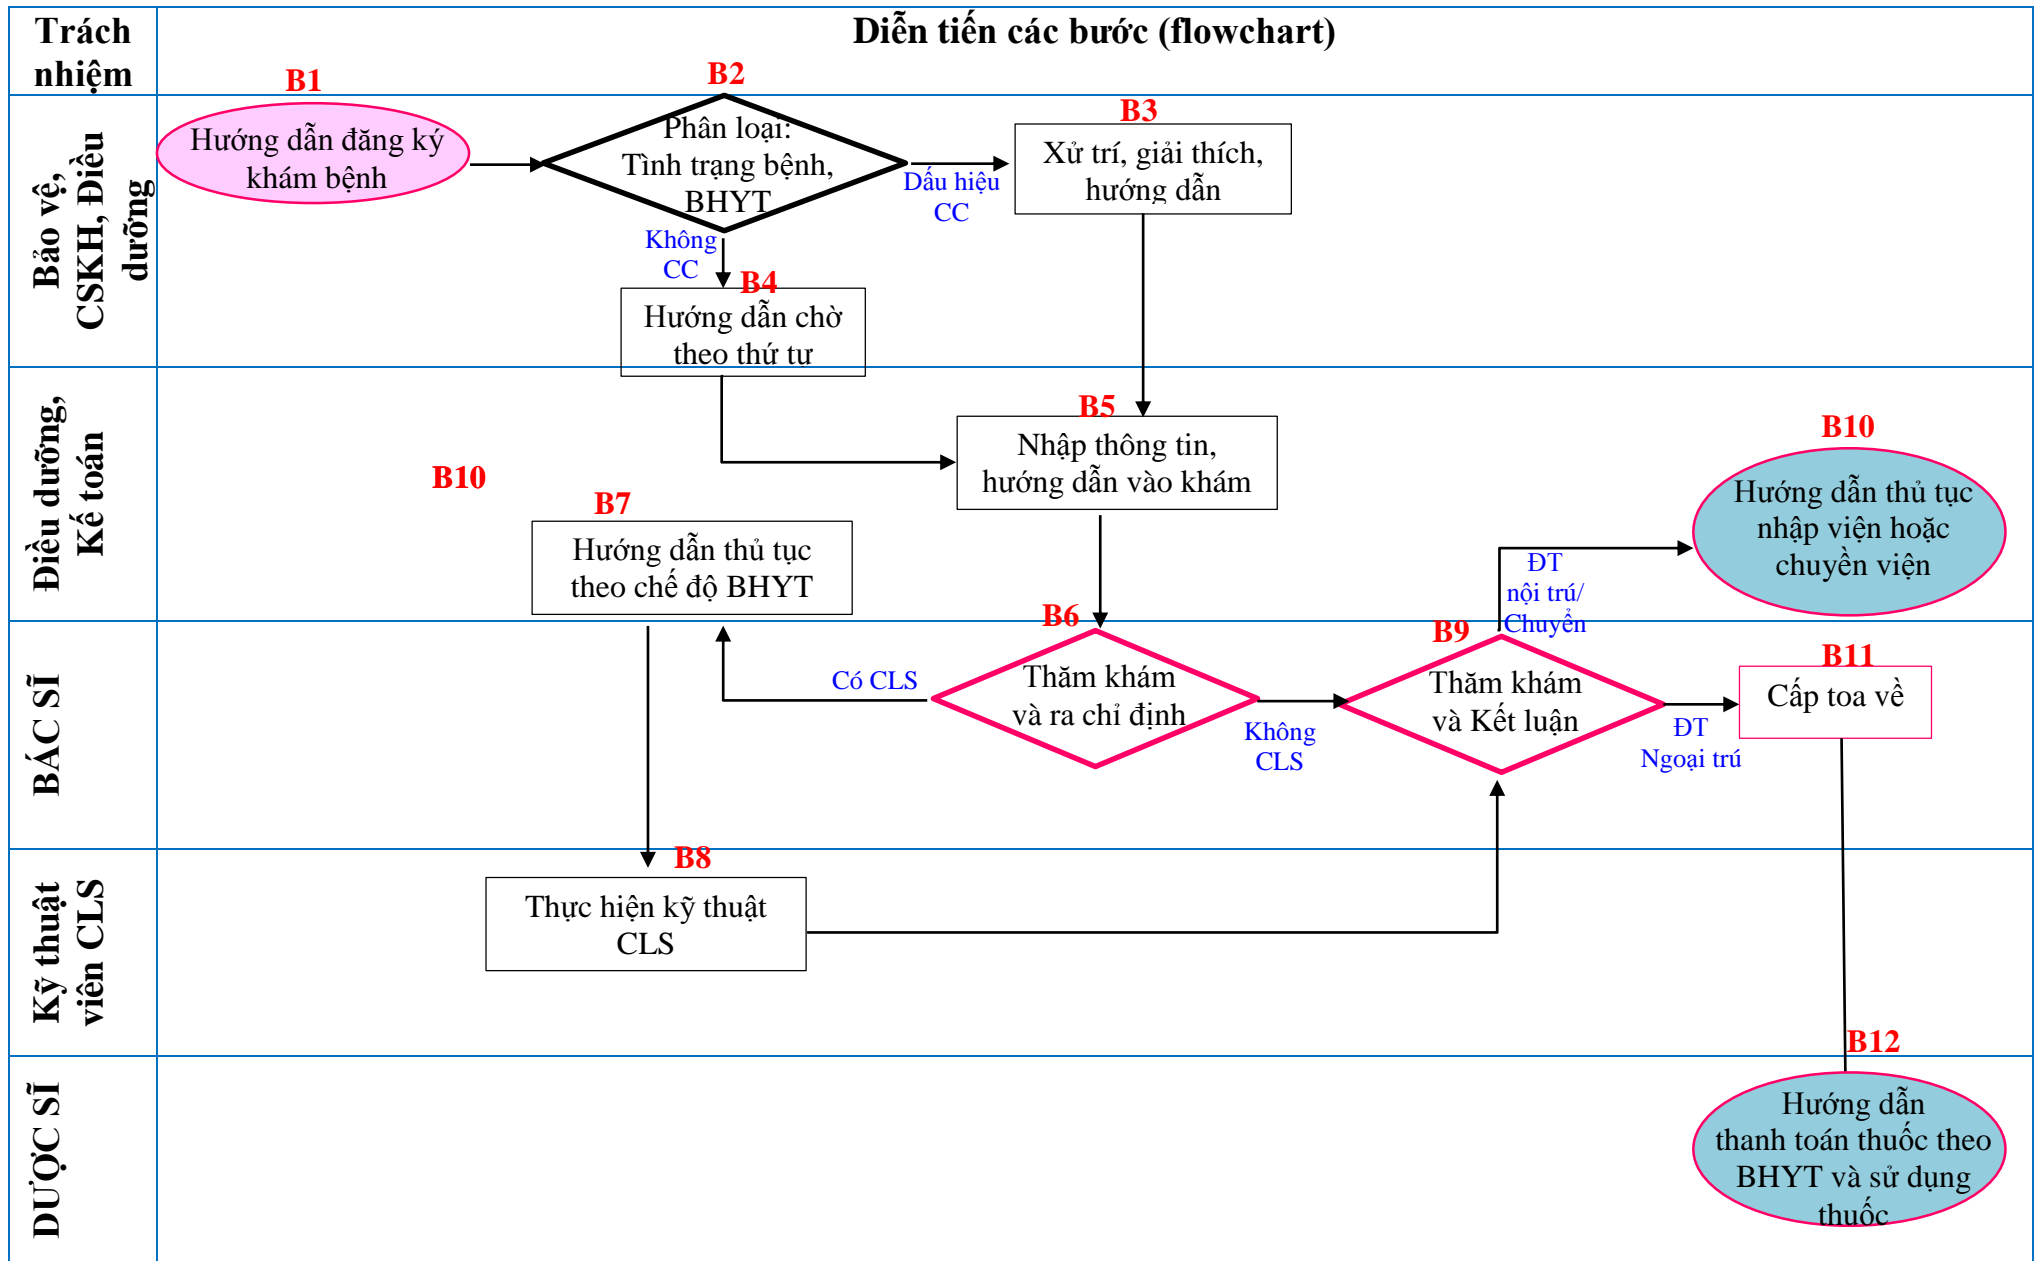 Trách
nhiệm
Diễn tiến các bước (flowchart)
B1
B2
Bảo vệ,
CSKH, Điều
dưỡng
Hướng dẫn đăng ký
khám bệnh
Phân loại:
Tình trạng bệnh,
BHYT
Dấu hiệu
CC
B3
Xử trí, giải thích,
hướng dẫn
Không
CC
B4
Hướng dẫn chờ
theo thứ tự
Điều dưỡng,
Kế toán
B5
Nhập thông tin,
hướng dẫn vào khám
B10
B7
Hướng dẫn thủ tục
theo chế độ BHYT
B10
Hướng dẫn thủ tục
nhập viện hoặc
chuyền viện
ĐT
nội trú/
Chuyển
BÁC SĨ
B6
Thăm khám
và ra chỉ định
Có CLS
Không
CLS
B9
Thăm khám
và Kết luận
ĐT
Ngoại trú
B11
Cấp toa về
Kỹ thuật
viên CLS
B8
Thực hiện kỹ thuật
CLS
DƯỢC SĨ
B12
Hướng dẫn
thanh toán thuốc theo
BHYT và sử dụng
thuốc